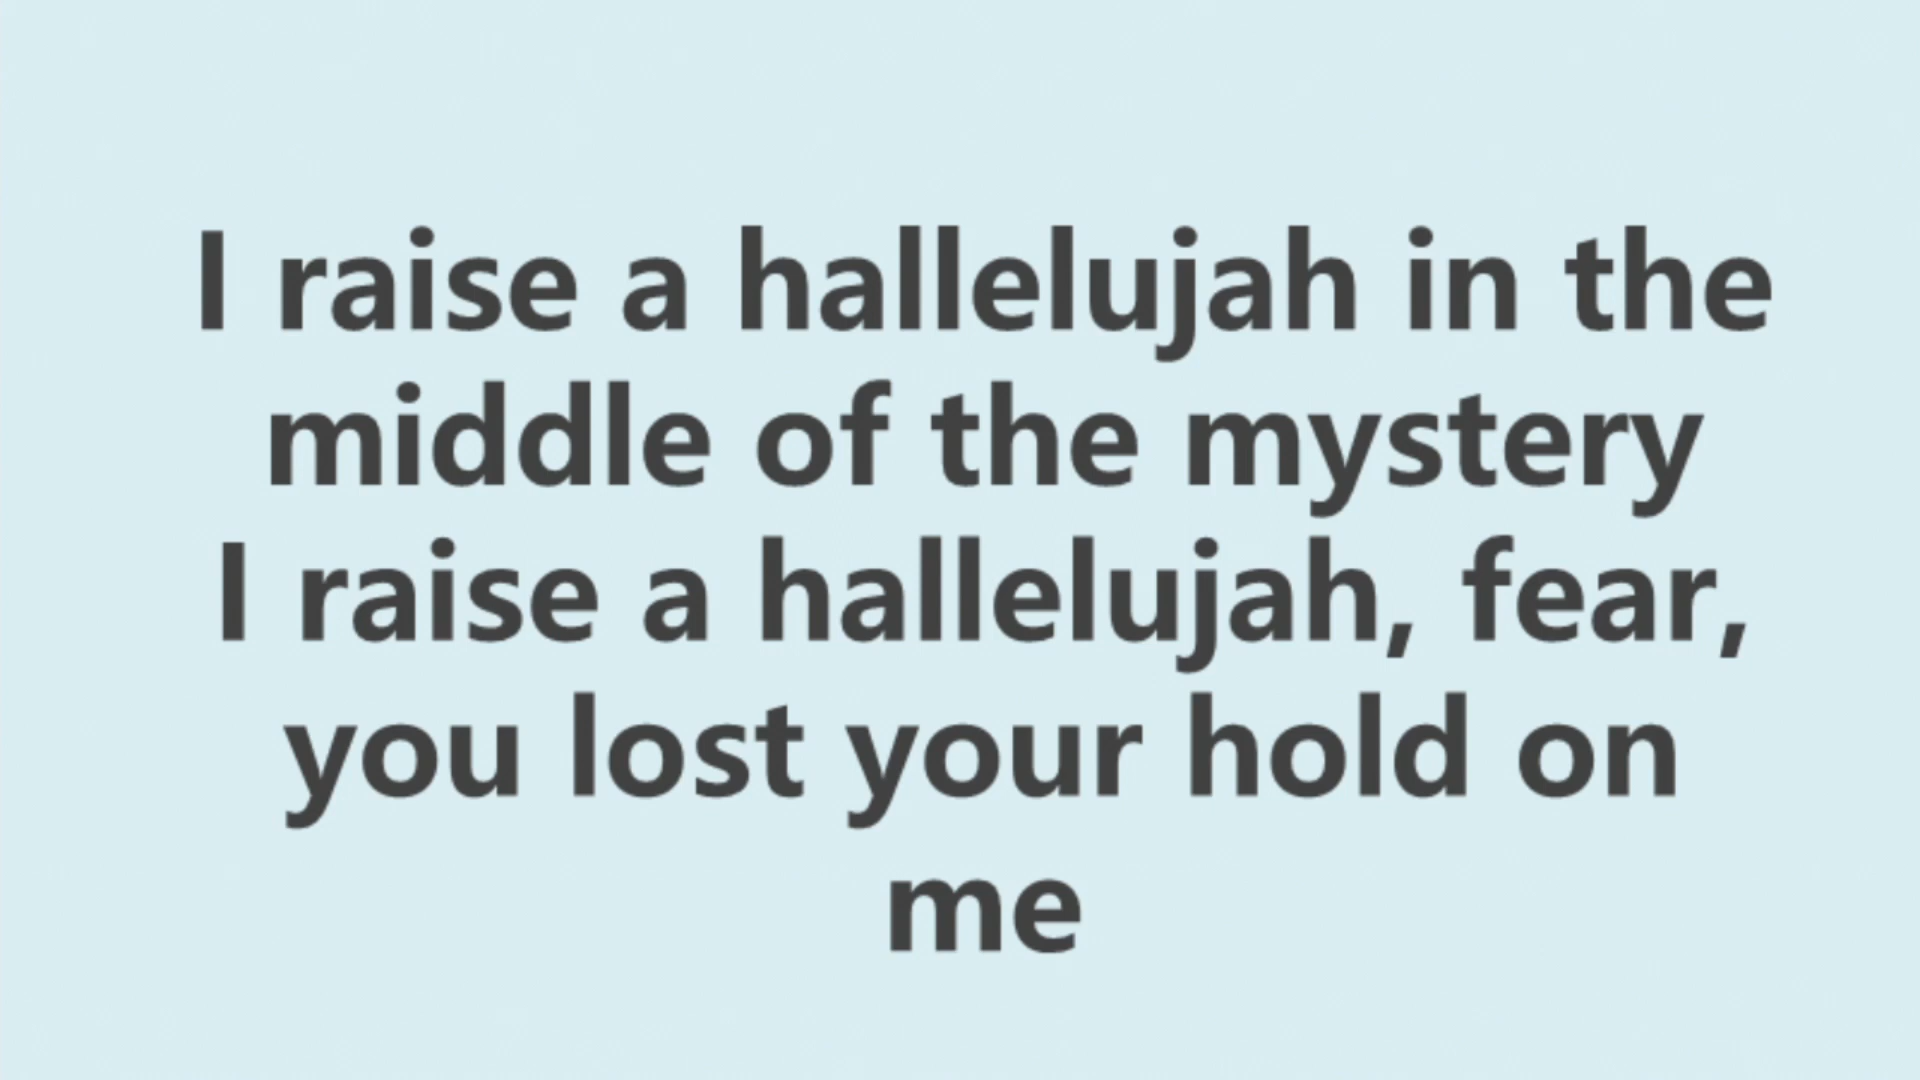 I raise a hallelujah in the
middle of the mystery
I raise a hallelujah, fear,
you lost your hold on
me